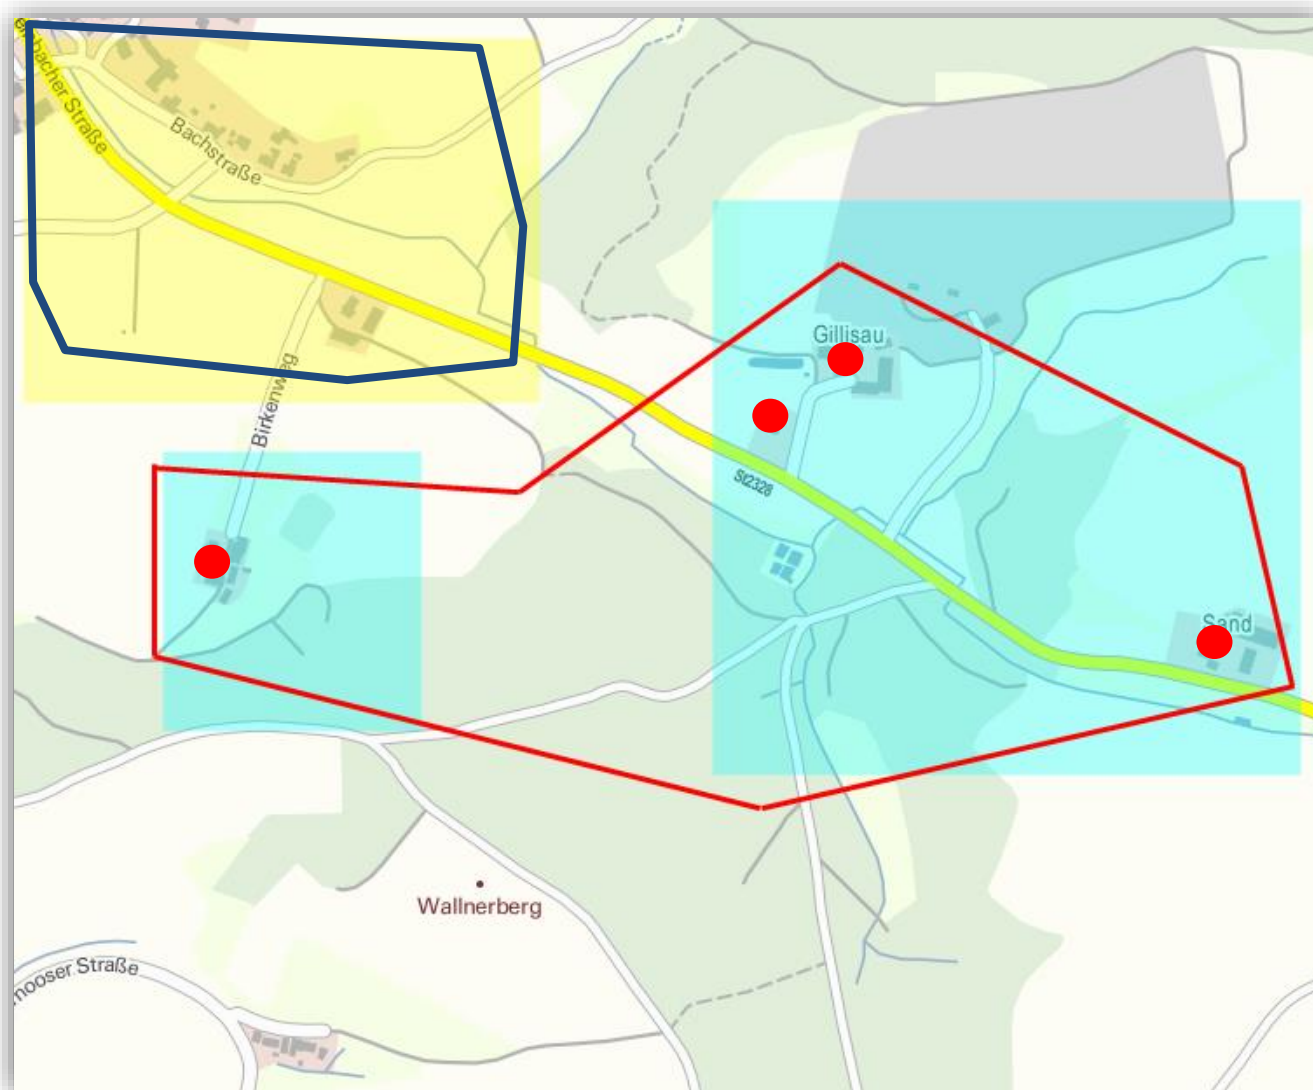 Bachstraße
Birkenweg
Gillisau
St2328
Sand
Wallnerberg
mooser Straße